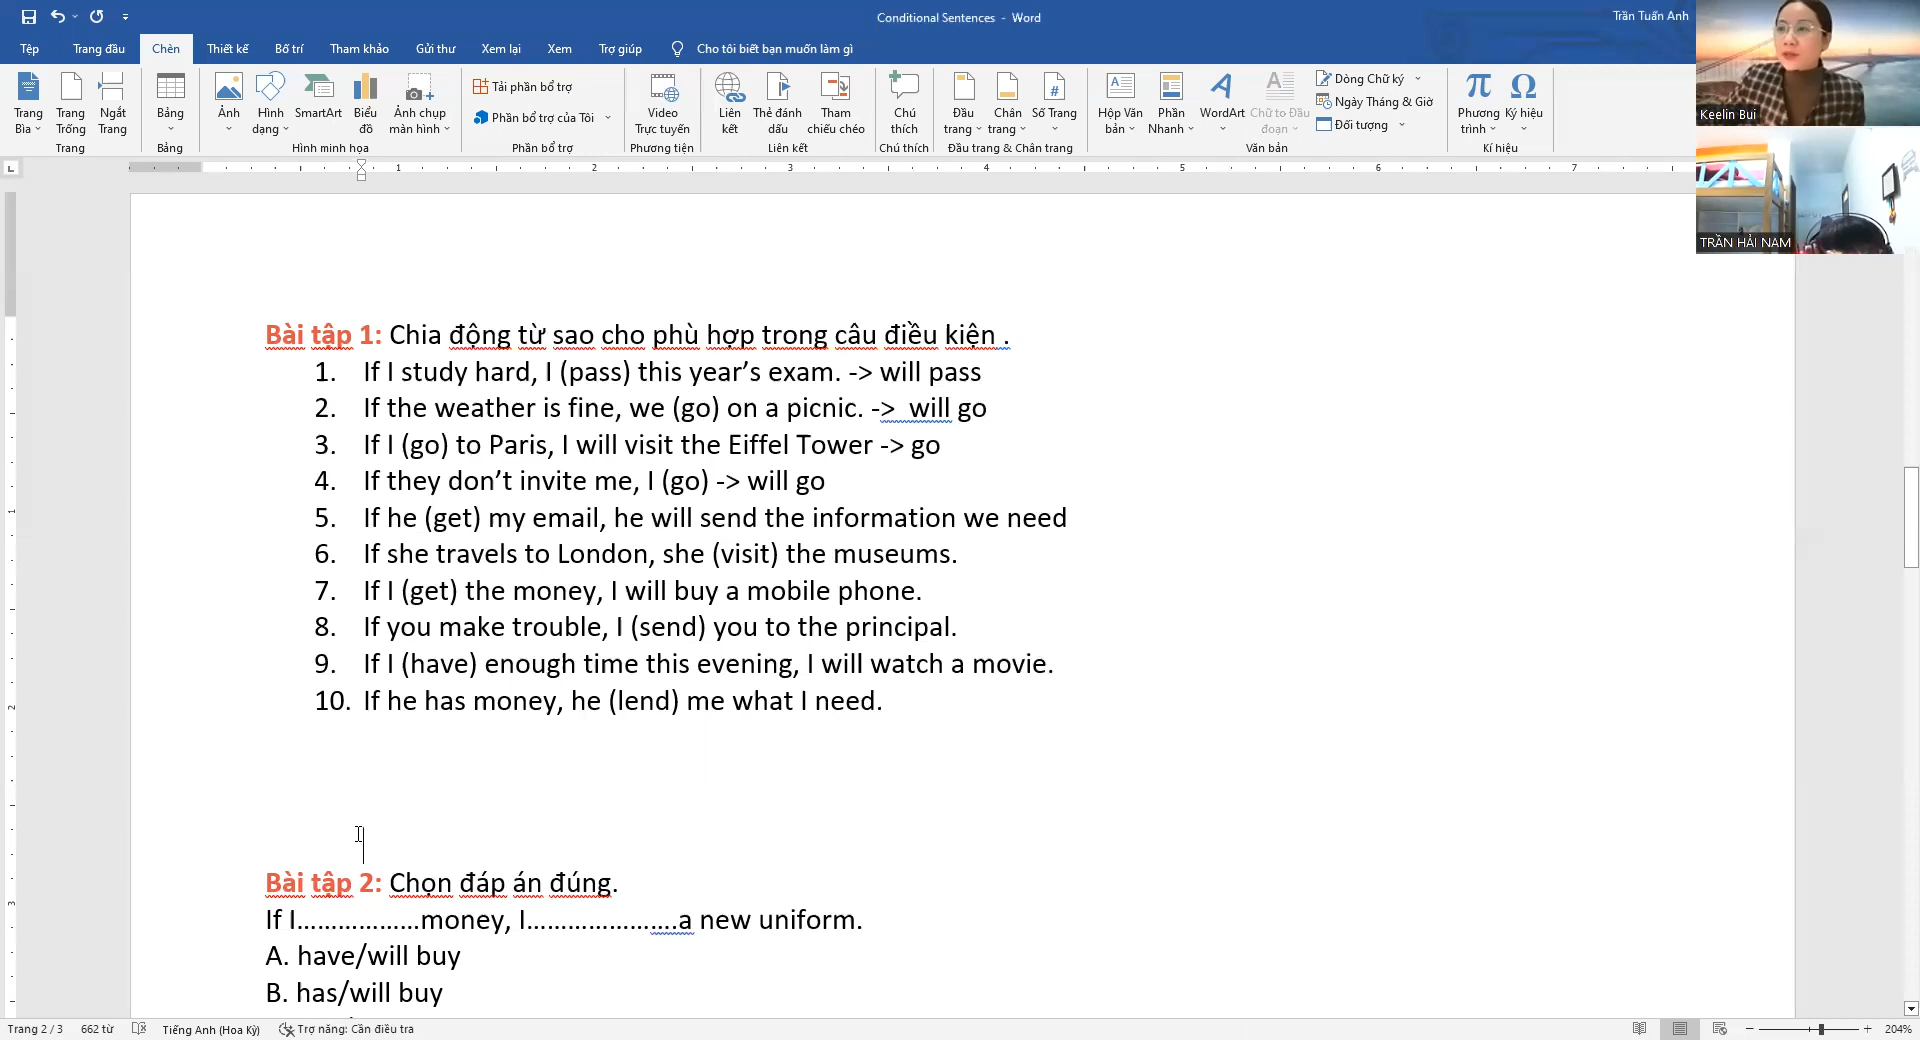 Conditional Sentences - Word
Trần Tuấn Anh
Tệp Trang đầu Chèn Thiết kế Bố trí Tham khảo Gửi thư Xem lại Xem Trợ giúp Cho tôi biết bạn muốn làm gì
Trang Bìa
Trang Trống
Ngắt Trang
Trang
Bảng
Bảng
Ảnh
Hình dạng
SmartArt
Biểu đồ
Ảnh chụp màn hình
Hình minh họa
Tải phần bổ trợ
Phần bổ trợ của Tôi
Phần bổ trợ
Video Trực tuyến
Phương tiện
Liên kết
Thẻ đánh dấu
Tham chiếu chéo
Liên kết
Chú thích
Chú thích
Đầu trang
Chân trang
Số Trang
Đầu trang & Chân trang
Hộp Văn bản
Phần Nhanh
WordArt
Chữ to Đầu đoạn
Dòng Chữ ký
Ngày Tháng & Giờ
Đối tượng
Văn bản
Phương trình
Ký hiệu
Kí hiệu
Keelin Bui
TRẦN HẢI NAM
1 2 3 4 5 6 7
Bài tập 1: Chia động từ sao cho phù hợp trong câu điều kiện .
1. If I study hard, I (pass) this year’s exam. -> will pass
2. If the weather is fine, we (go) on a picnic. -> will go
3. If I (go) to Paris, I will visit the Eiffel Tower -> go
4. If they don’t invite me, I (go) -> will go
5. If he (get) my email, he will send the information we need
6. If she travels to London, she (visit) the museums.
7. If I (get) the money, I will buy a mobile phone.
8. If you make trouble, I (send) you to the principal.
9. If I (have) enough time this evening, I will watch a movie.
10. If he has money, he (lend) me what I need.
Bài tập 2: Chọn đáp án đúng.
If I………………money, I………………….a new uniform.
A. have/will buy
B. has/will buy
1
2
3
Trang 2 / 3 662 từ Tiếng Anh (Hoa Kỳ) Trợ năng: Cần điều tra 204%